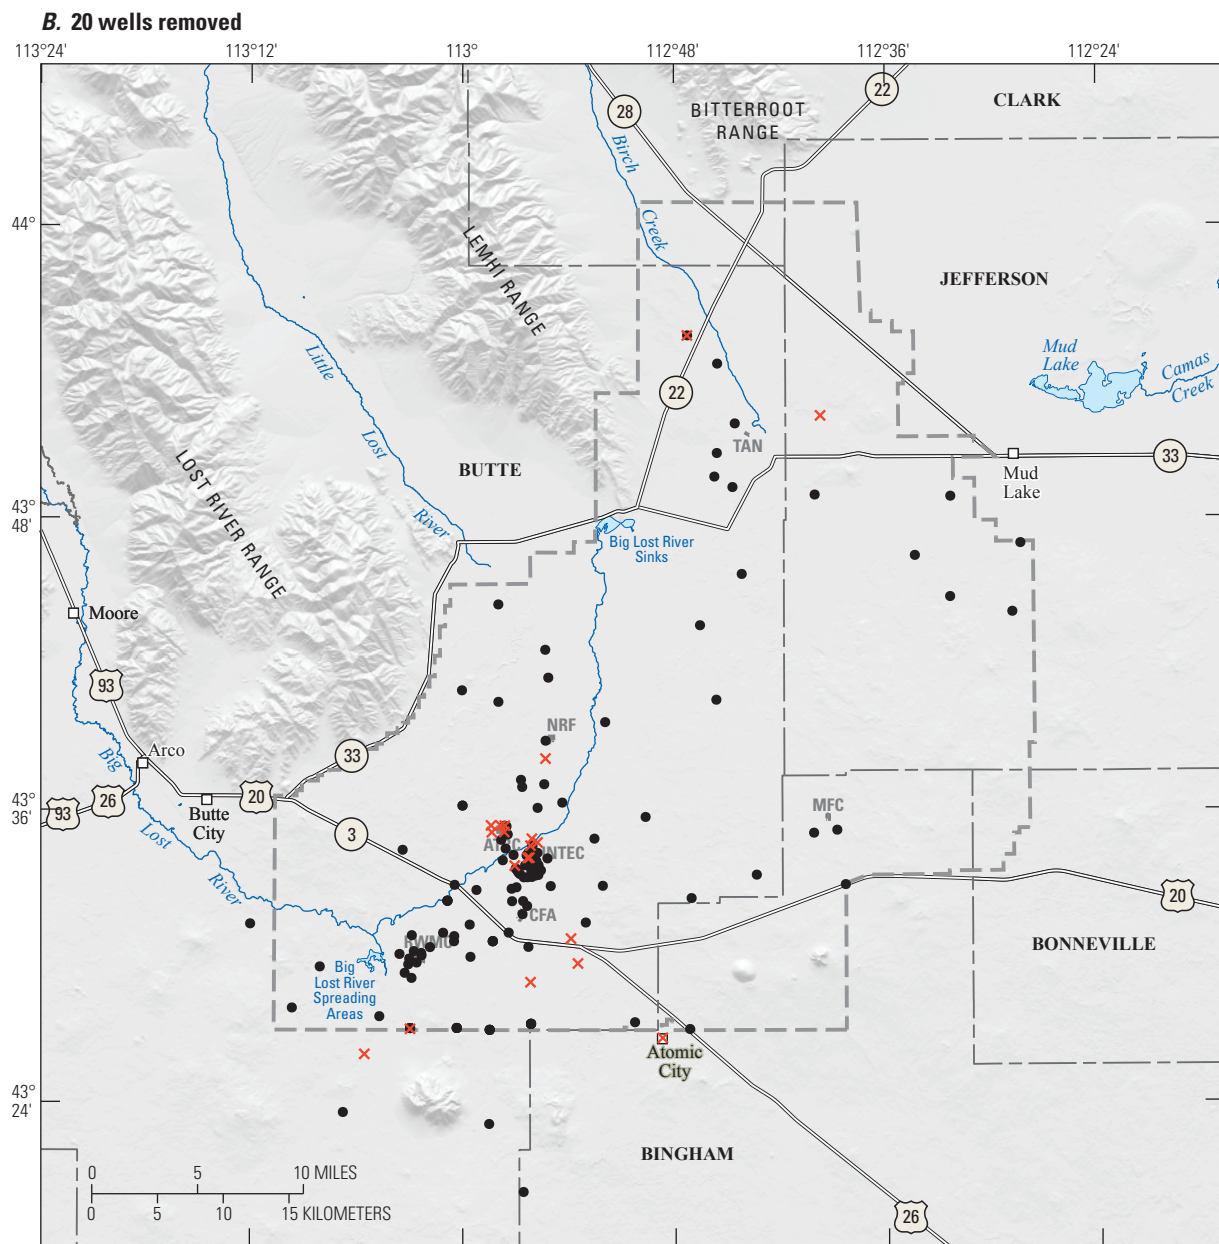 B. 20 wells removed
113°24'
113°12'
113°
112°48'
112°36'
112°24'
22
28
BITTERROOT
RANGE
CLARK
Birch
Creek
44°
LEMHI RANGE
JEFFERSON
Mud
Lake
Camas
Creek
Little
Lost
River
22
TAN
BUTTE
33
Mud
Lake
LOST RIVER RANGE
43°
48'
Big Lost River
Sinks
Moore
93
NRF
Arco
33
Big
26
93
20
Butte
City
43°
36'
3
MFC
Lost
INTEC
River
CFA
20
BONNEVILLE
RWMC
Big
Lost River
Spreading
Areas
Atomic
City
43°
24'
BINGHAM
0 5 10 MILES
0 5 10 15 KILOMETERS
26